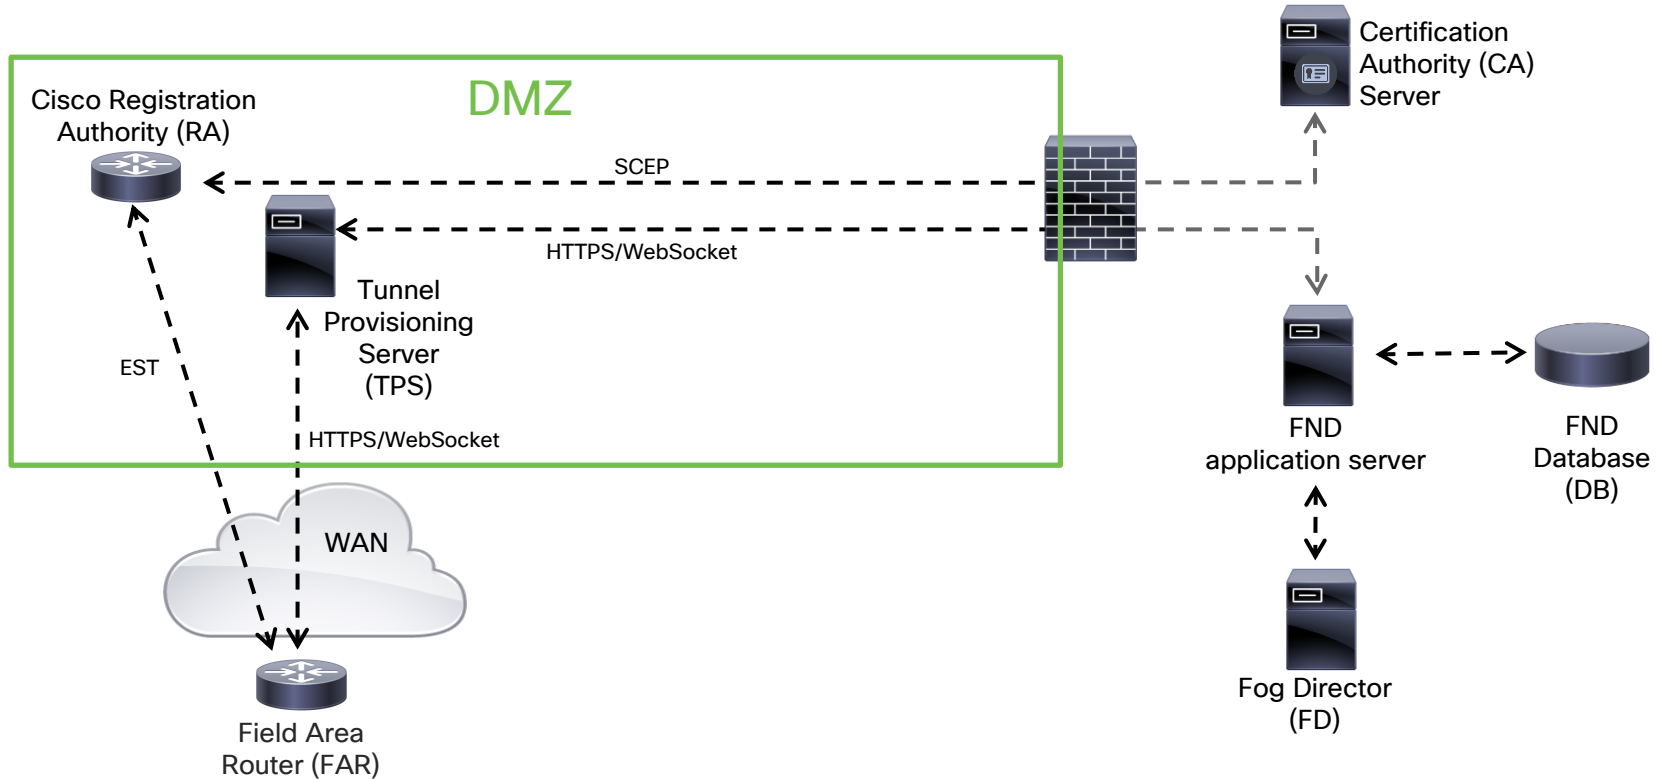 Certification
Authority (CA)
Server
DMZ
Cisco Registration
Authority (RA)
SCEP
HTTPS/WebSocket
Tunnel
Provisioning
Server
(TPS)
EST
HTTPS/WebSocket
WAN
Field Area
Router (FAR)
FND
application server
FND
Database
(DB)
Fog Director
(FD)